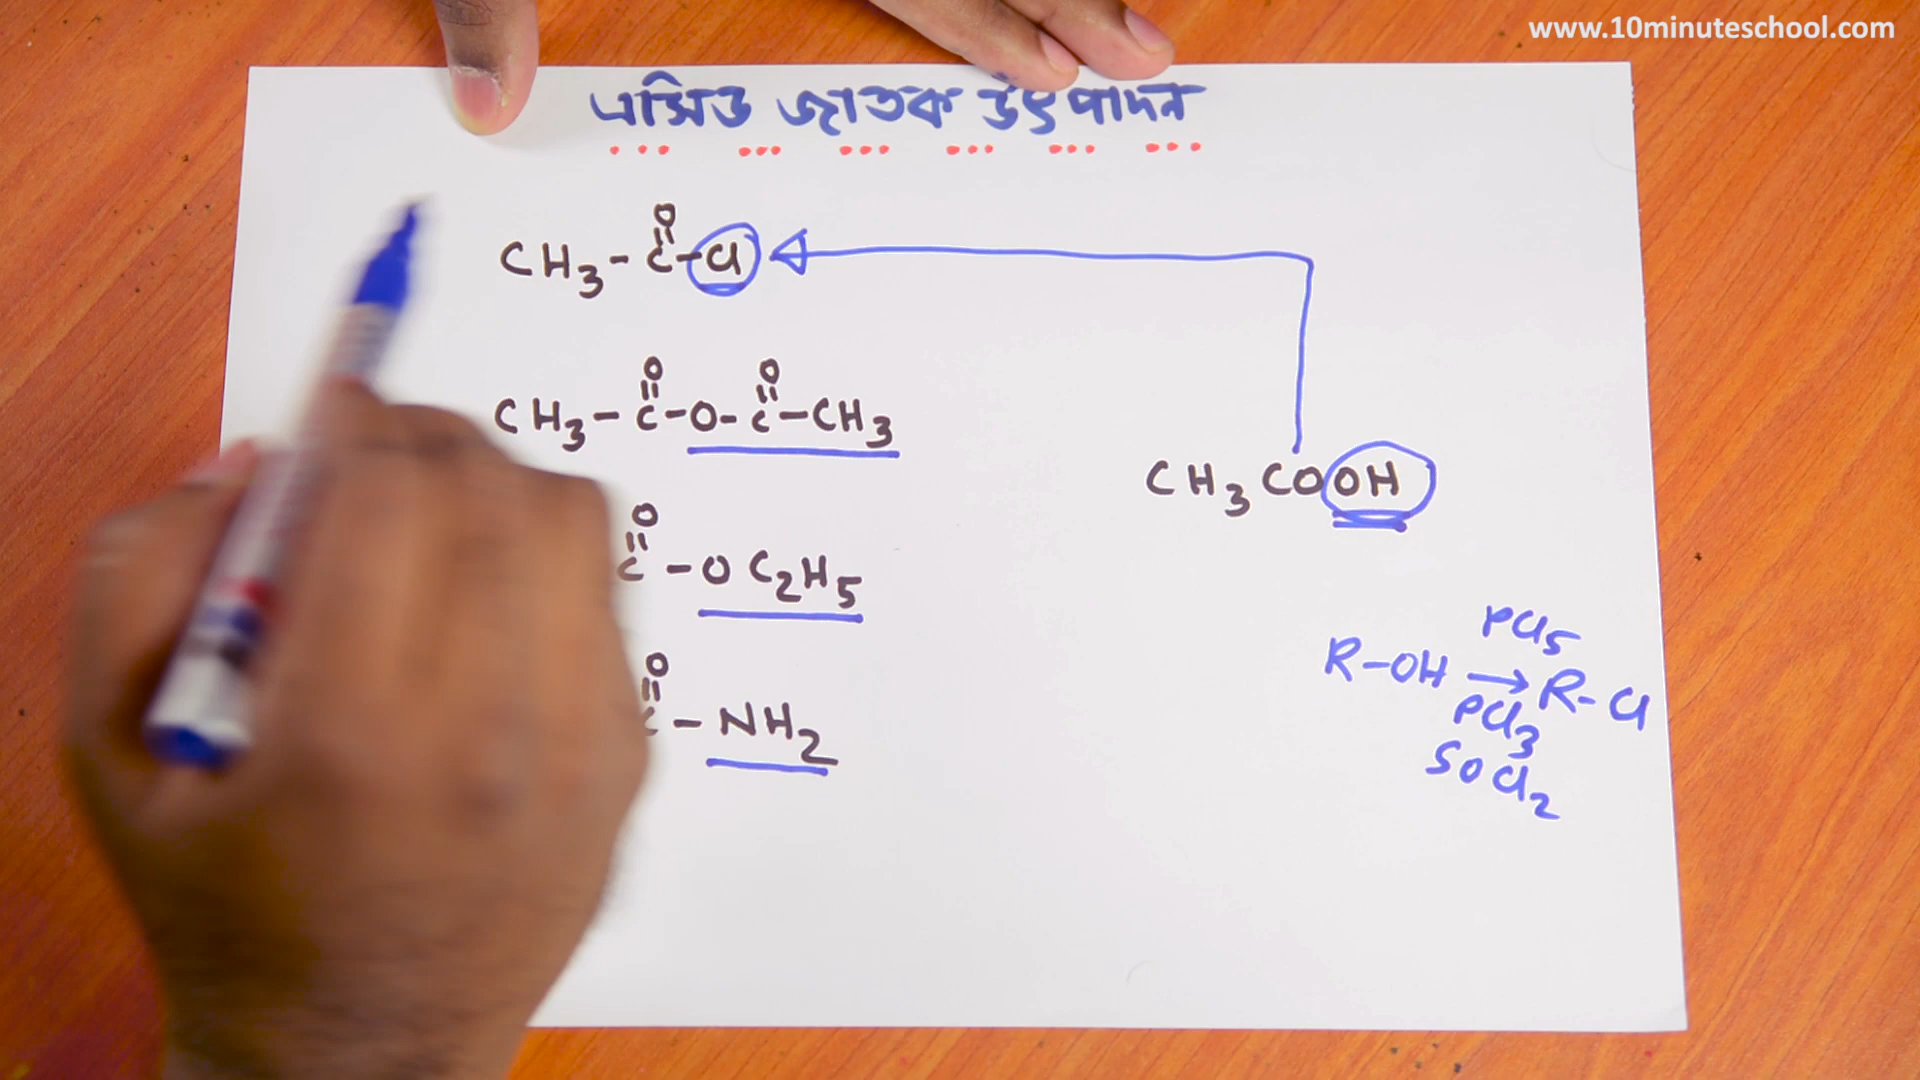 www.10minuteschool.com
এসিড জাতক উৎপাদন
O
CH3-C-Cl
O O
CH3-C-O-C-CH3
CH3COOH
O
C-OC2H5
PCl5
R-OH → R-Cl
PCl3
SOCl2
O
C-NH2